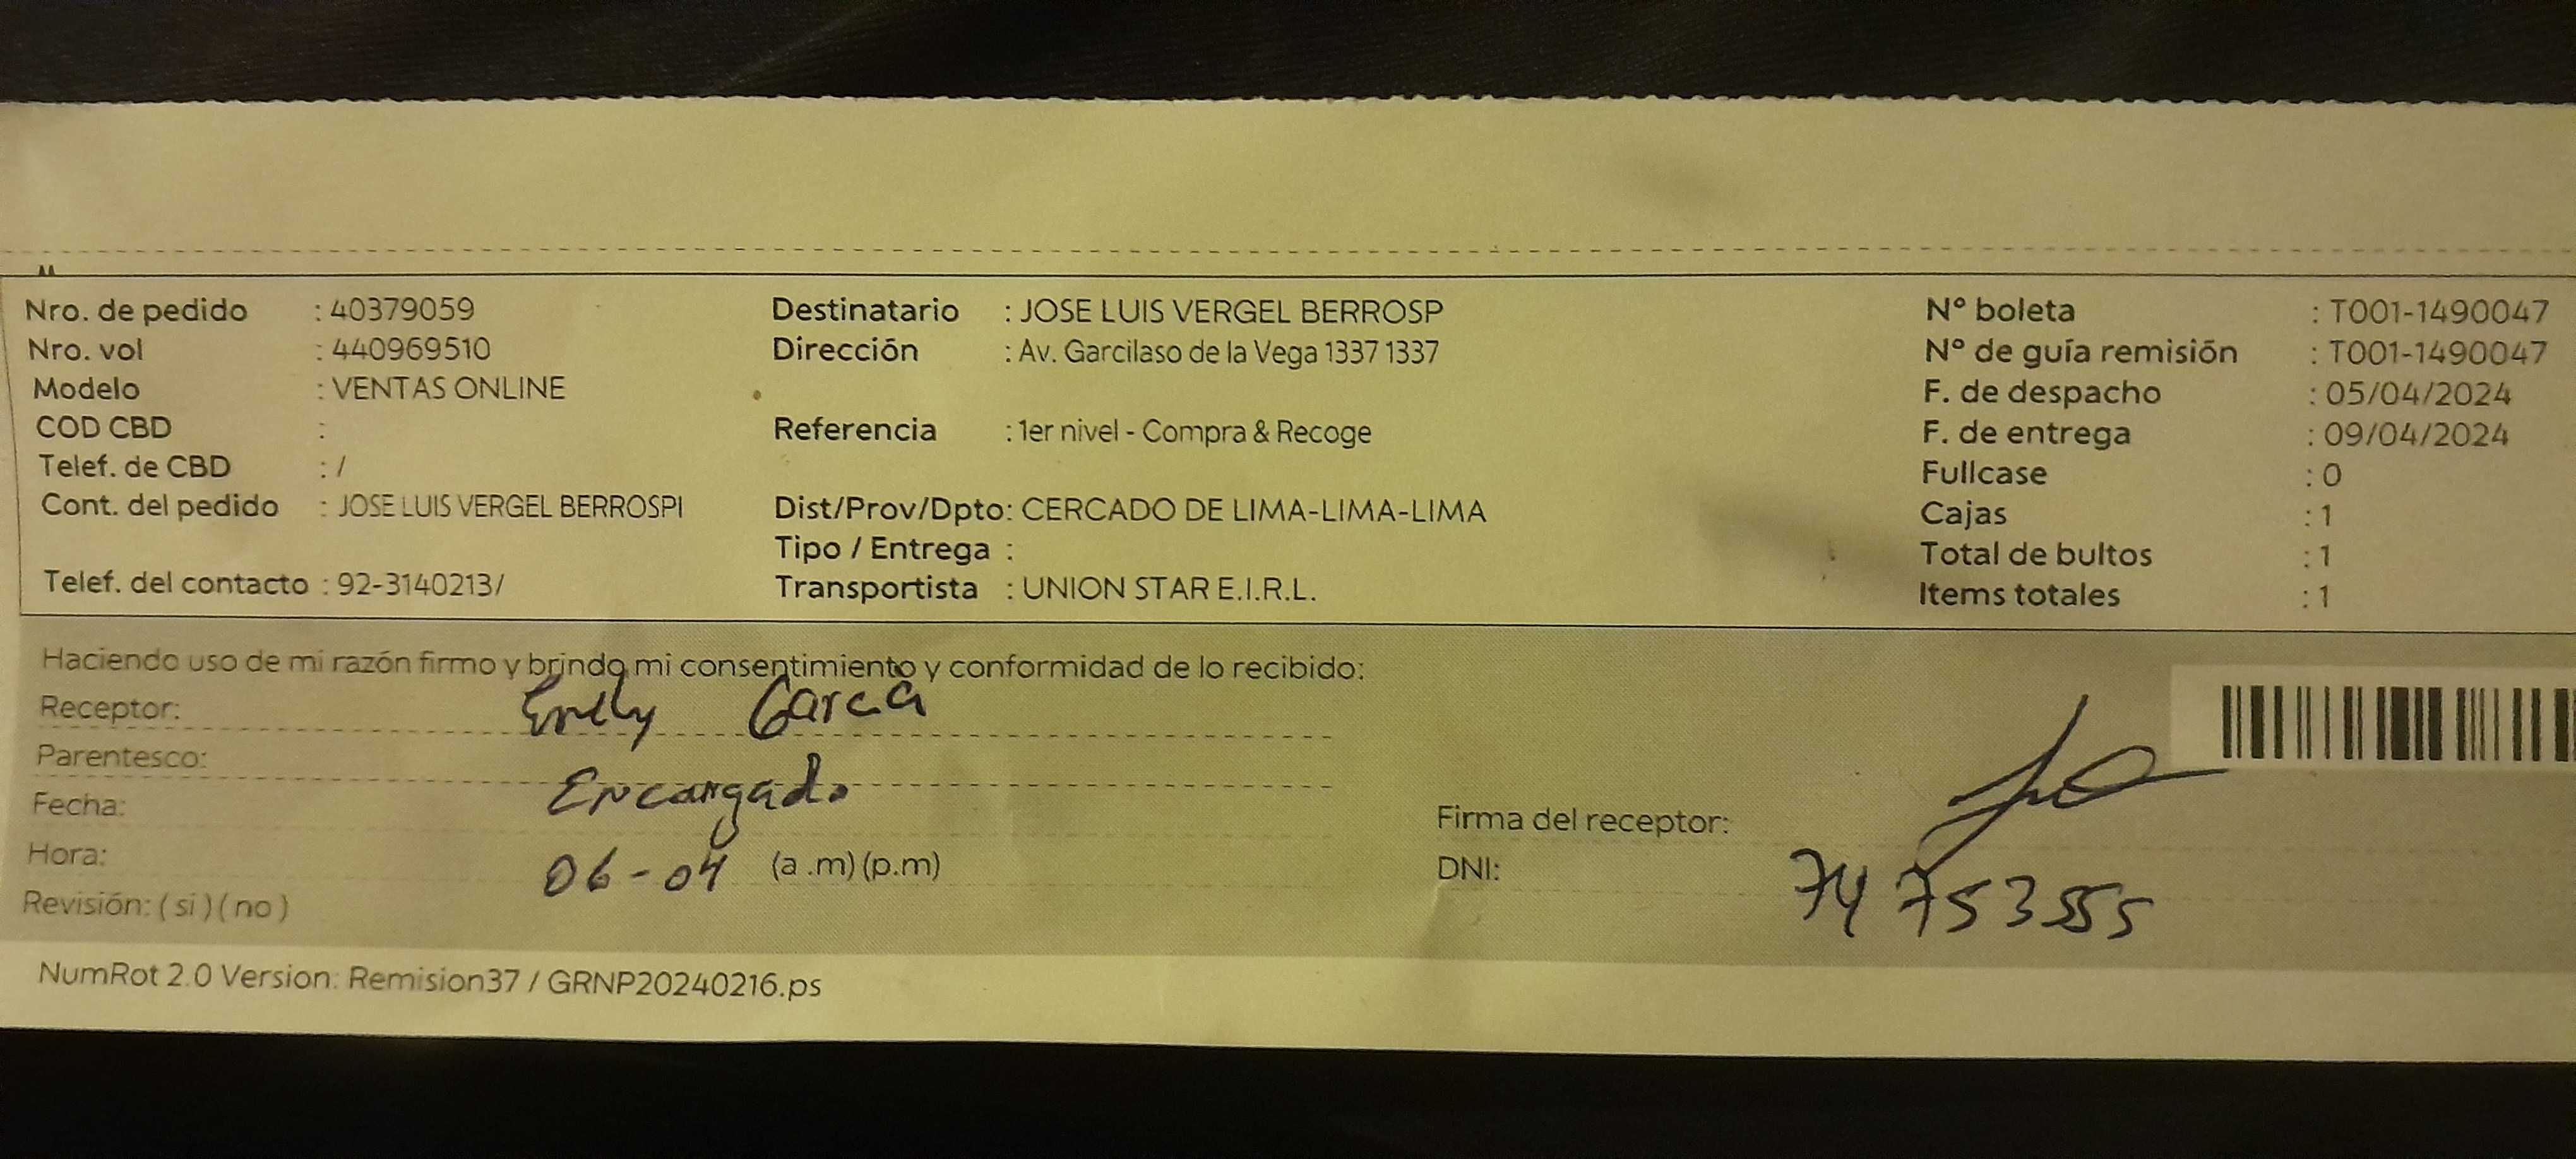 Nro. de pedido : 40379059
Nro. vol : 440969510
Modelo : VENTAS ONLINE
COD CBD :
Telef. de CBD : /
Cont. del pedido : JOSE LUIS VERGEL BERROSPI
Telef. del contacto : 92-3140213/
Destinatario : JOSE LUIS VERGEL BERROSP
Dirección : Av. Garcilaso de la Vega 1337 1337
Referencia : 1er nivel - Compra & Recoge
Dist/Prov/Dpto: CERCADO DE LIMA-LIMA-LIMA
Tipo / Entrega :
Transportista : UNION STAR E.I.R.L.
Nº boleta : T001-1490047
Nº de guía remisión : T001-1490047
F. de despacho : 05/04/2024
F. de entrega : 09/04/2024
Fullcase : 0
Cajas : 1
Total de bultos : 1
Items totales : 1
Haciendo uso de mi razón firmo y brindo mi consentimiento y conformidad de lo recibido:
Receptor: Garcia
Parentesco: Encargado
Fecha: 06-04
Hora: (a .m) (p.m)
Revisión: ( si ) ( no )
Firma del receptor:
DNI: 74753555
NumRot 2.0 Version: Remision37 / GRNP20240216.ps